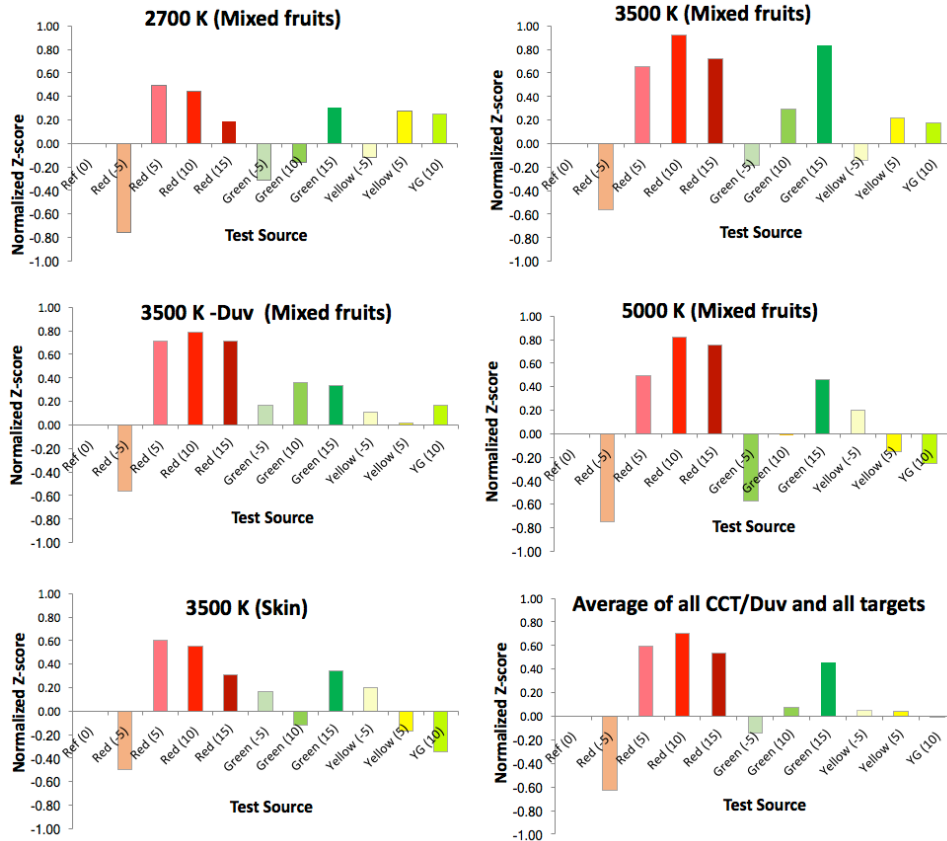 2700 K (Mixed fruits)
Normalized Z-score
1.00
0.80
0.60
0.40
0.20
0.00
-0.20
-0.40
-0.60
-0.80
-1.00
Ref (0) Red (-5) Red (5) Red (10) Red (15) Green (-5) Green (10) Green (15) Yellow (-5) Yellow (5) YG (10)
Test Source
3500 K (Mixed fruits)
Normalized Z-score
1.00
0.80
0.60
0.40
0.20
0.00
-0.20
-0.40
-0.60
-0.80
-1.00
Ref (0) Red (-5) Red (5) Red (10) Red (15) Green (-5) Green (10) Green (15) Yellow (-5) Yellow (5) YG (10)
Test Source
3500 K -Duv (Mixed fruits)
Normalized Z-score
1.00
0.80
0.60
0.40
0.20
0.00
-0.20
-0.40
-0.60
-0.80
-1.00
Ref (0) Red (-5) Red (5) Red (10) Red (15) Green (-5) Green (10) Green (15) Yellow (-5) Yellow (5) YG (10)
Test Source
5000 K (Mixed fruits)
Normalized Z-score
1.00
0.80
0.60
0.40
0.20
0.00
-0.20
-0.40
-0.60
-0.80
-1.00
Ref (0) Red (-5) Red (5) Red (10) Red (15) Green (-5) Green (10) Green (15) Yellow (-5) Yellow (5) YG (10)
Test Source
3500 K (Skin)
Normalized Z-score
1.00
0.80
0.60
0.40
0.20
0.00
-0.20
-0.40
-0.60
-0.80
-1.00
Ref (0) Red (-5) Red (5) Red (10) Red (15) Green (-5) Green (10) Green (15) Yellow (-5) Yellow (5) YG (10)
Test Source
Average of all CCT/Duv and all targets
Normalized Z-score
1.00
0.80
0.60
0.40
0.20
0.00
-0.20
-0.40
-0.60
-0.80
-1.00
Ref (0) Red (-5) Red (5) Red (10) Red (15) Green (-5) Green (10) Green (15) Yellow (-5) Yellow (5) YG (10)
Test Source